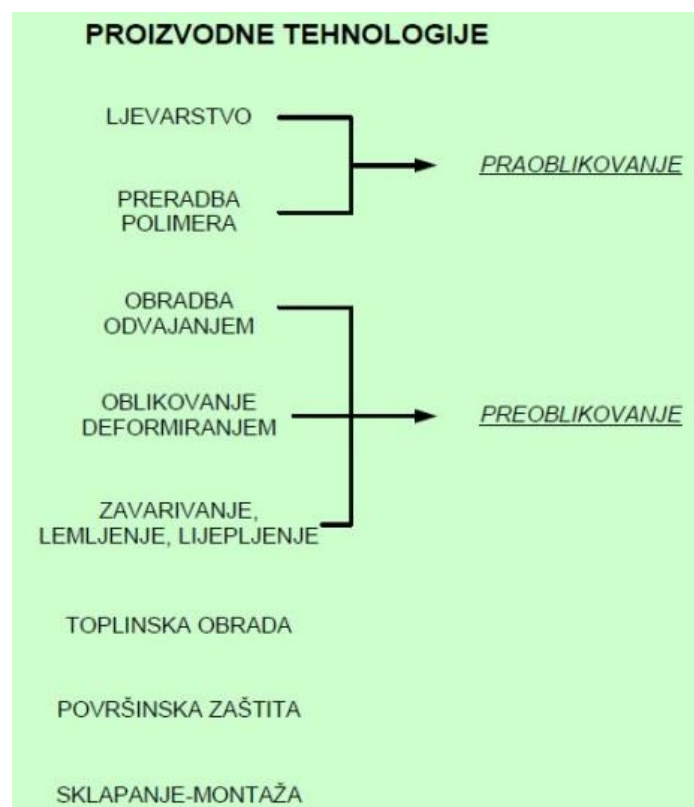 PROIZVODNE TEHNOLOGIJE
LJEVARSTVO
PRAOBLIKOVANJE
PRERADBA
POLIMERA
OBRADBA
ODVAJANJEM
OBLIKOVANJE
DEFORMIRANJEM
PREOBLIKOVANJE
ZAVARIVANJE,
LEMLJENJE, LIJEPLJENJE
TOPLINSKA OBRADA
POVRŠINSKA ZAŠTITA
SKLAPANJE-MONTAŽA